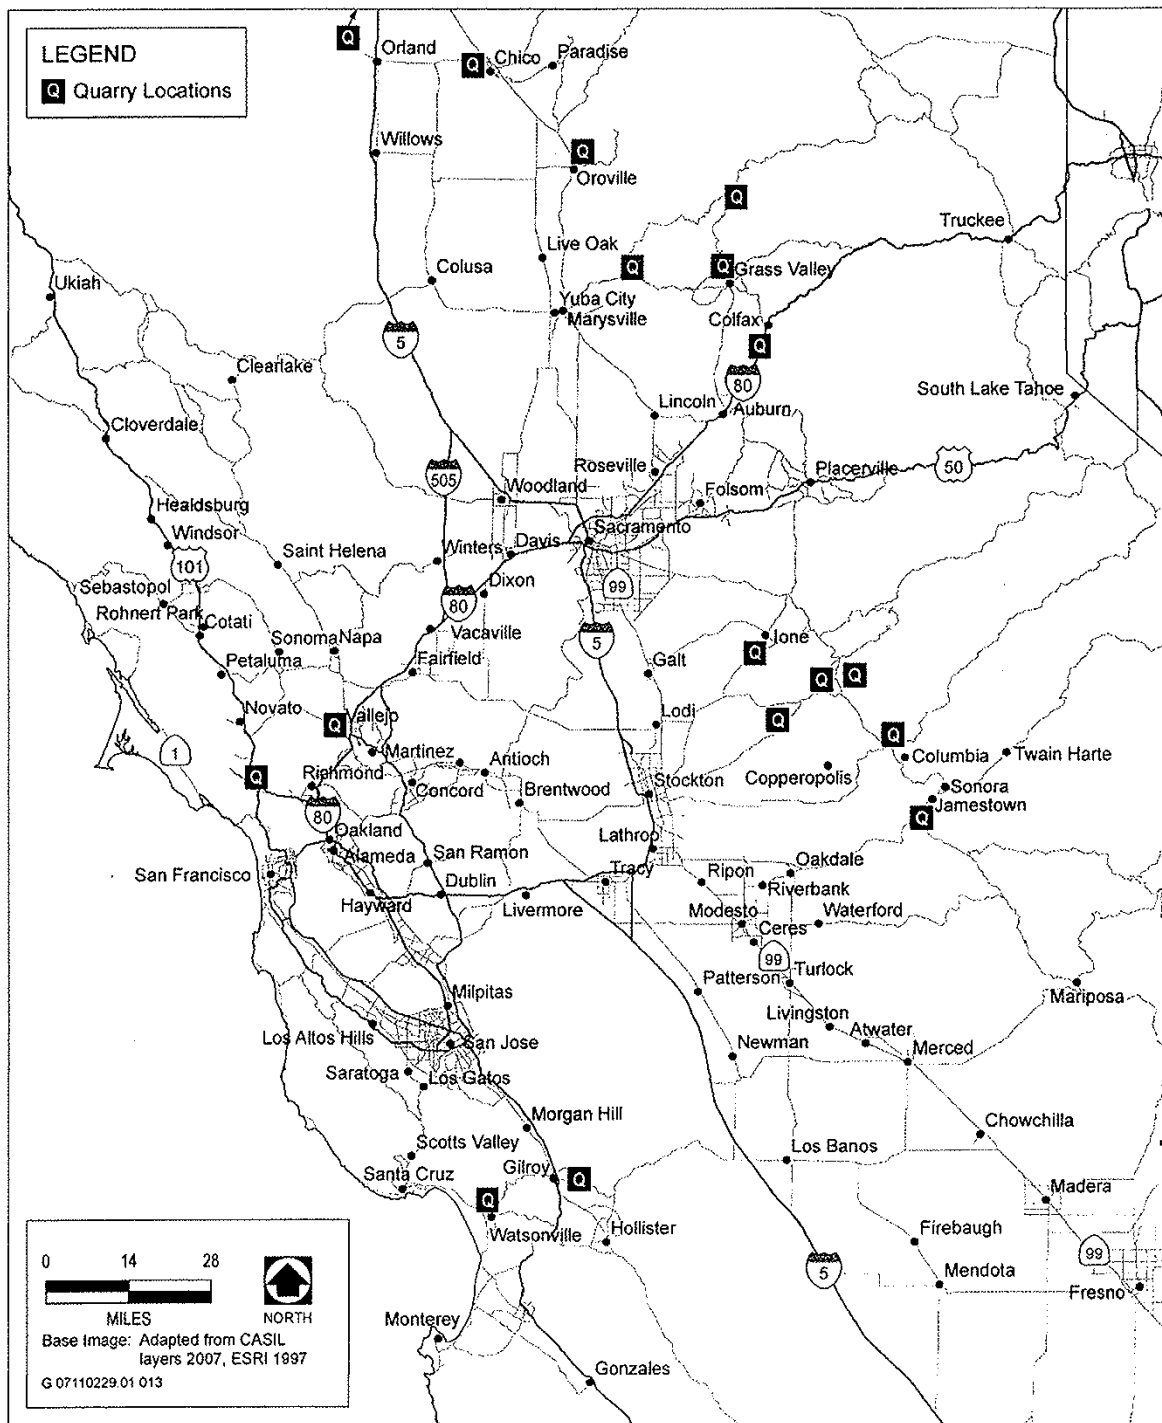 LEGEND
Q Quarry Locations
Q
Orland
Q
Chico
Paradise
Willows
Q
Oroville
Q
Truckee
Live Oak
Q
Q
Grass Valley
Colusa
Ukiah
Yuba City
Marysville
Colfax
5
Q
Clearlake
80
South Lake Tahoe
Lincoln
Auburn
Cloverdale
Roseville
Placerville
50
505
Woodland
Folsom
Healdsburg
Sacramento
Windsor
Saint Helena
Winters
Davis
101
Sebastopol
Dixon
99
80
Rohnert Park
Cotati
Sonoma
Napa
Vacaville
5
Ione
Q
Petaluma
Fairfield
Galt
Q
Q
Novato
Q
Vallejo
Lodi
Q
Q
1
Martinez
Antioch
Columbia
Twain Harte
Q
Richmond
Concord
Brentwood
Stockton
Copperopolis
Sonora
Jamestown
80
Oakland
Lathrop
Q
Alameda
San Ramon
San Francisco
Dublin
Tracy
Ripon
Oakdale
Riverbank
Hayward
Livermore
Modesto
Waterford
Ceres
99
Patterson
Turlock
Mariposa
Milpitas
Livingston
Los Altos Hills
San Jose
Newman
Atwater
Merced
Saratoga
Los Gatos
Morgan Hill
Chowchilla
Scotts Valley
Los Banos
Santa Cruz
Gilroy
Q
Q
Madera
Watsonville
Hollister
Firebaugh
99
5
Mendota
Fresno
0 14 28
MILES
NORTH
Monterey
Base Image: Adapted from CASIL
layers 2007, ESRI 1997
G 07110229.01 013
Gonzales